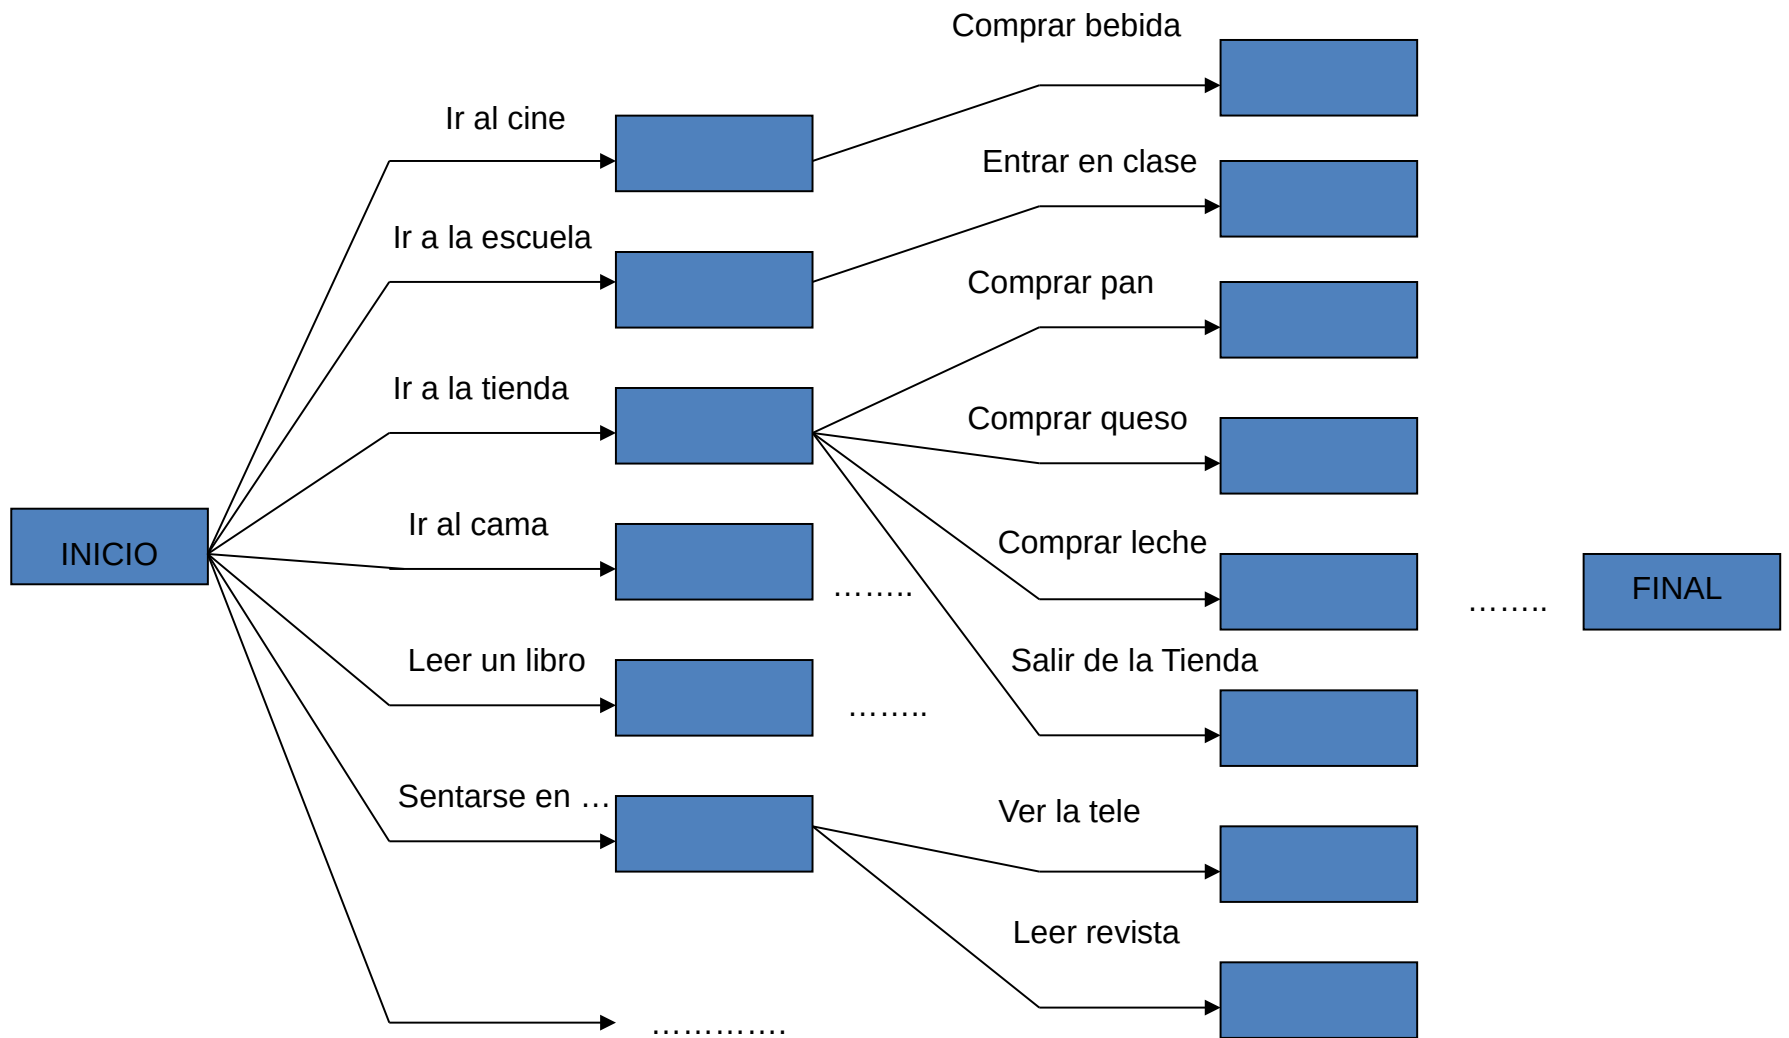 Comprar bebida
Ir al cine
Entrar en clase
Ir a la escuela
Comprar pan
Ir a la tienda
Comprar queso
Ir al cama
Comprar leche
INICIO
FINAL
……..
……..
Leer un libro
Salir de la Tienda
……..
Sentarse en …
Ver la tele
Leer revista
………….